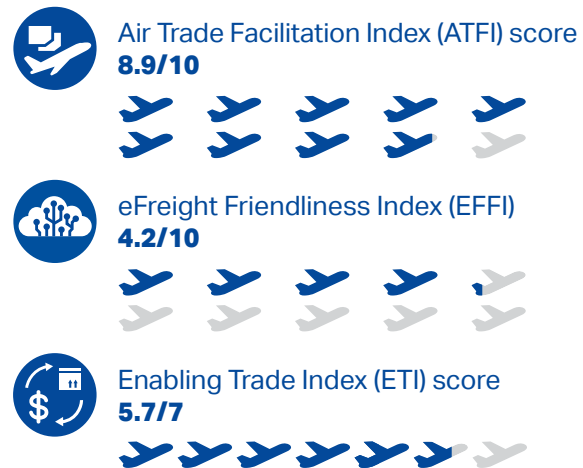 Air Trade Facilitation Index (ATFI) score
8.9/10
eFreight Friendliness Index (EFFI)
4.2/10
$
Enabling Trade Index (ETI) score
5.7/7